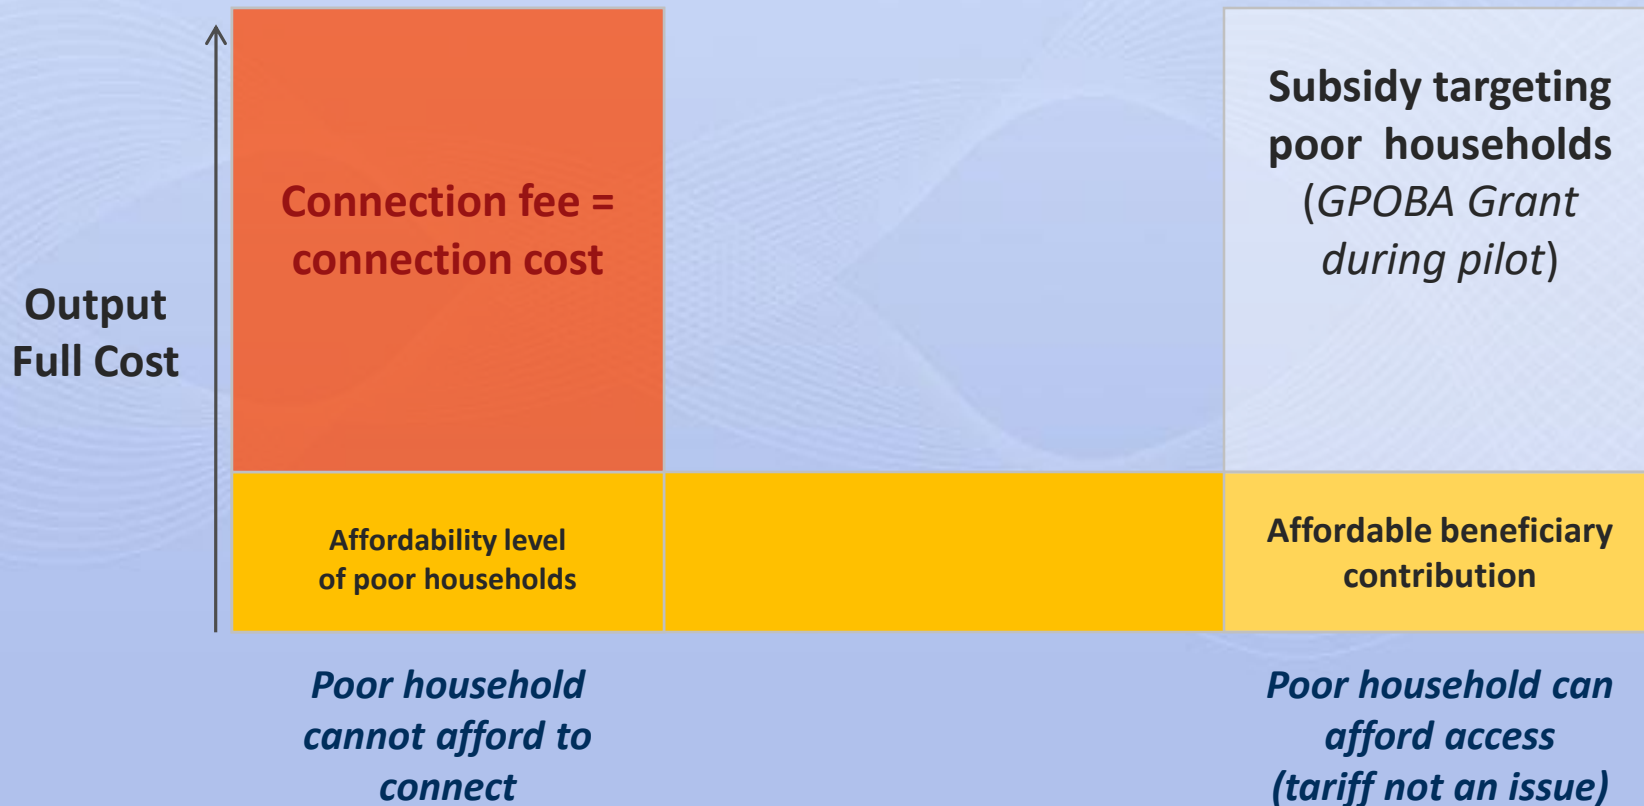 Output
Full Cost
Connection fee =
connection cost
Affordability level
of poor households
Poor household
cannot afford to
connect
Subsidy targeting
poor households
(GPOBA Grant
during pilot)
Affordable beneficiary
contribution
Poor household can
afford access
(tariff not an issue)